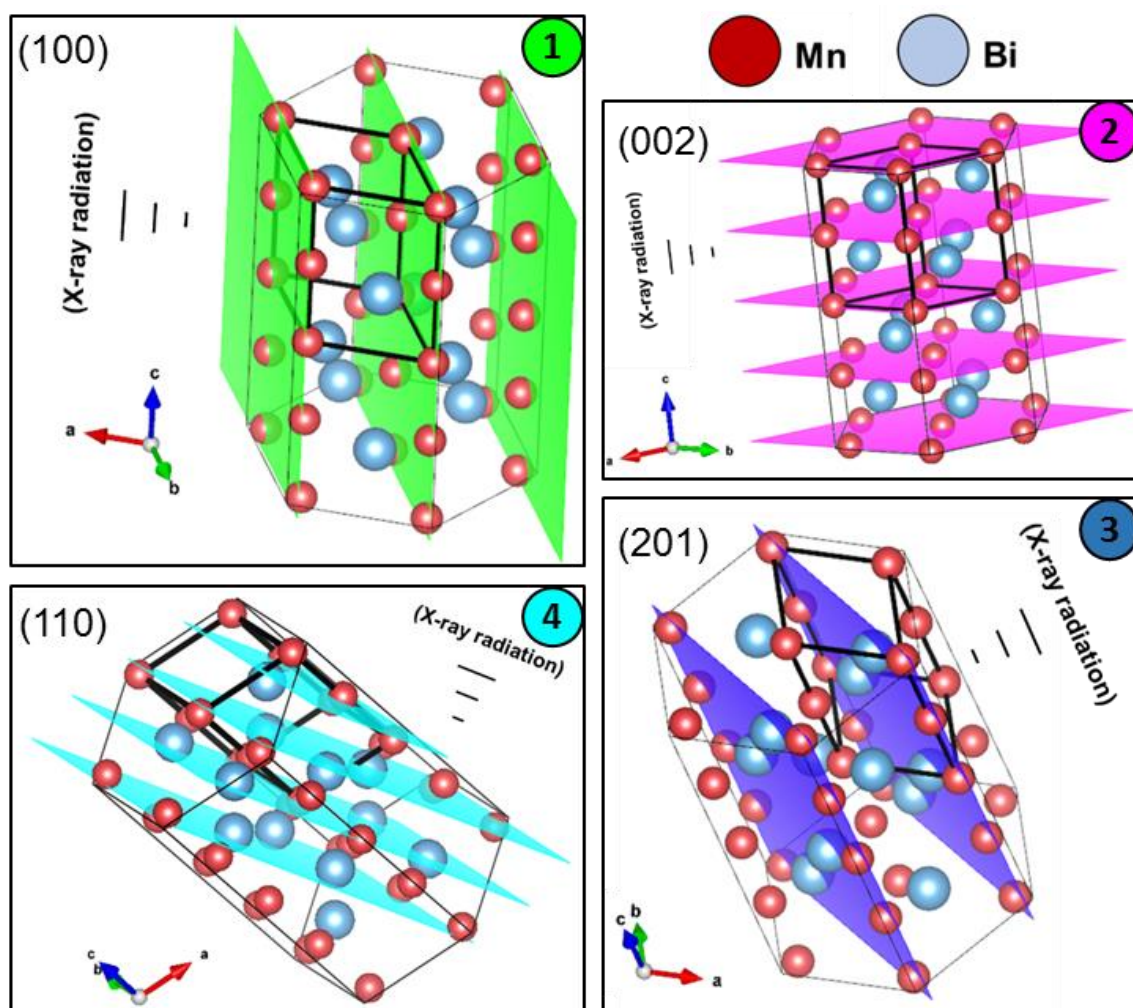 (100)
1
(X-ray radiation)
c
a
b
Mn
Bi
(002)
2
(X-ray radiation)
c
a
b
(201)
3
(X-ray radiation)
b
c
a
(110)
4
(X-ray radiation)
c
b
a